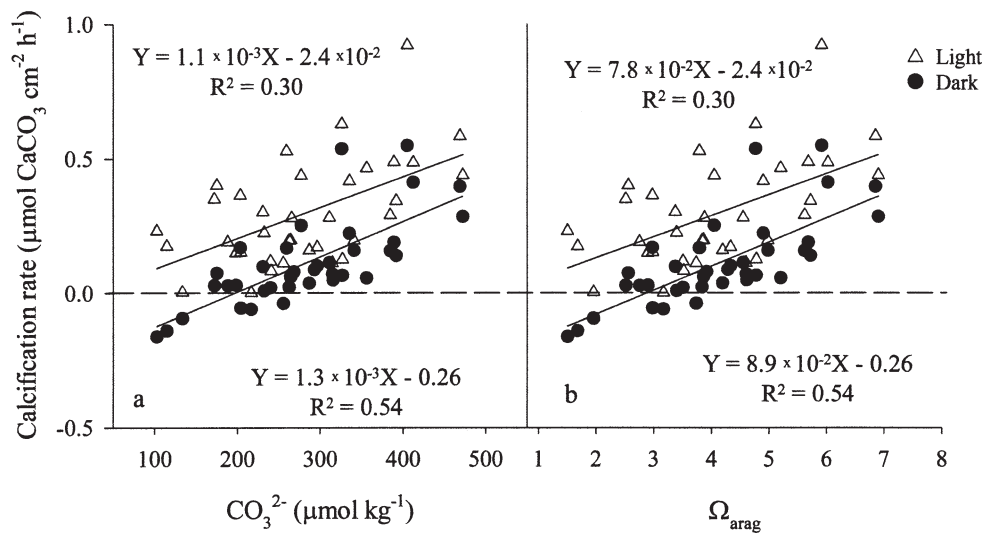 Calcification rate (μmol CaCO₃ cm⁻² h⁻¹)
1.0
0.5
0.0
-0.5
Y = 1.1 × 10⁻³X - 2.4 ×10⁻²
R² = 0.30
Y = 1.3 × 10⁻³X - 0.26
R² = 0.54
a
100 200 300 400 500
CO₃²⁻ (μmol kg⁻¹)
Y = 7.8 × 10⁻²X - 2.4 ×10⁻²
R² = 0.30
Y = 8.9 × 10⁻²X - 0.26
R² = 0.54
b
1 2 3 4 5 6 7 8
Ωarag
Light
Dark